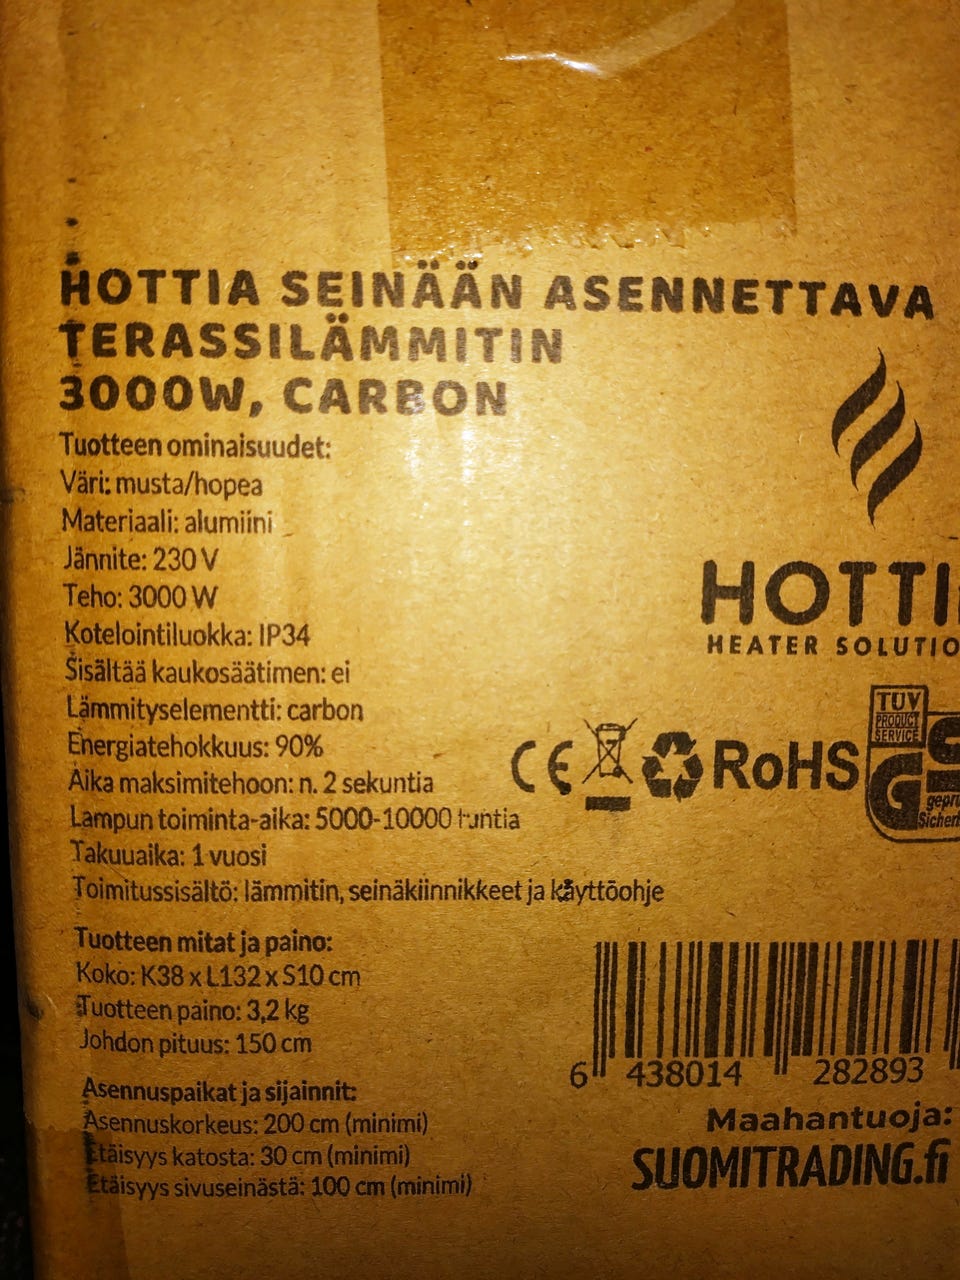 HOTTIA SEINÄÄN ASENNETTAVA
TERASSILÄMMITIN
3000W, CARBON
Tuotteen ominaisuudet:
Väri: musta/hopea
Materiaali: alumiini
Jännite: 230 V
Teho: 3000 W
Kotelointiluokka: IP34
Sisältää kaukosäätimen: ei
Lämmityselementti: carbon
Energiatehokkuus: 90%
Aika maksimitehoon: n. 2 sekuntia
Lampun toiminta-aika: 5000-10000 tuntia
Takuuaika: 1 vuosi
Toimitussisältö: lämmitin, seinäkiinnikkeet ja käyttöohje
Tuotteen mitat ja paino:
Koko: K38 x L132 x S10 cm
Tuotteen paino: 3,2 kg
Johdon pituus: 150 cm
Asennuspaikat ja sijainnit:
Asennuskorkeus: 200 cm (minimi)
Etäisyys katosta: 30 cm (minimi)
Etäisyys sivuseinästä: 100 cm (minimi)
HOTTI
HEATER SOLUTIO
CE RoHS
TÜV
PRODUCT
SERVICE
GS
6 438014 282893
Maahantuoja:
SUOMITRADING.fi